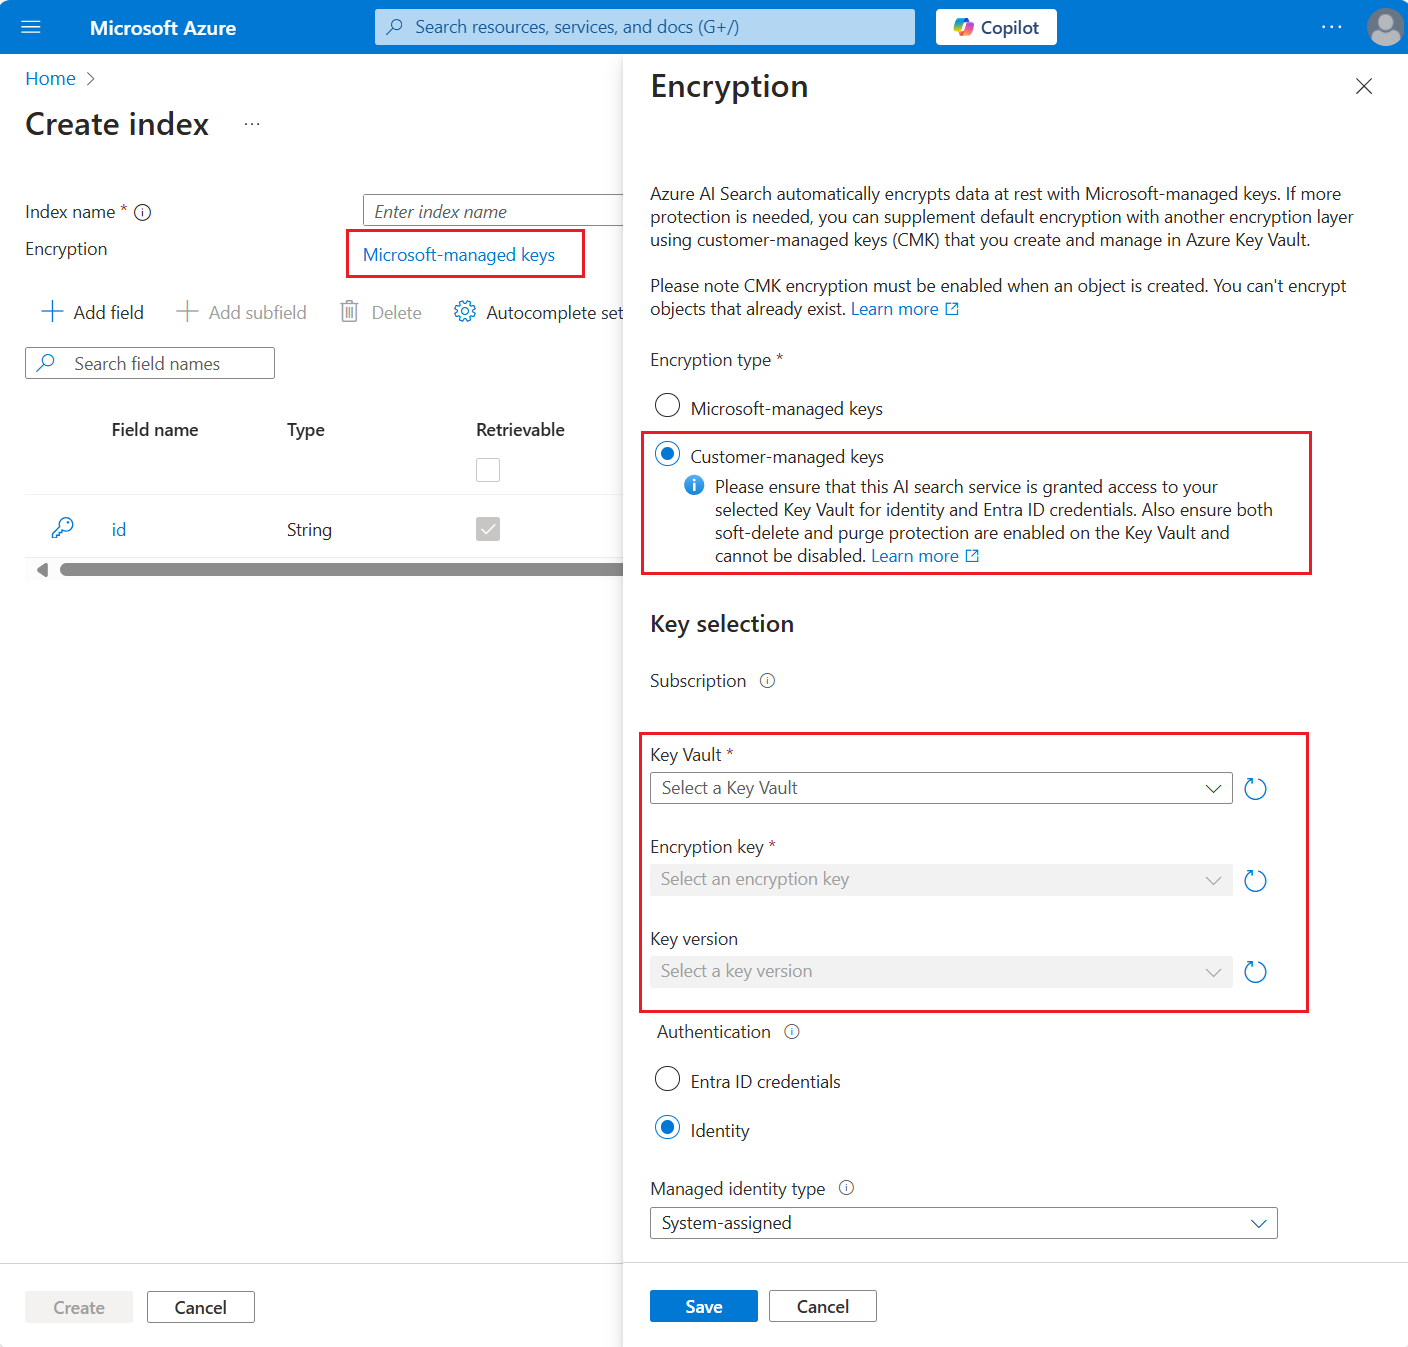 Microsoft Azure
Search resources, services, and docs (G+/)
Copilot
Home
Create index
Index name *
Enter index name
Encryption
Microsoft-managed keys
Add field
Add subfield
Delete
Autocomplete set
Search field names
Field name
Type
Retrievable
id
String
Create
Cancel
Encryption
Azure AI Search automatically encrypts data at rest with Microsoft-managed keys. If more
protection is needed, you can supplement default encryption with another encryption layer
using customer-managed keys (CMK) that you create and manage in Azure Key Vault.
Please note CMK encryption must be enabled when an object is created. You can't encrypt
objects that already exist. Learn more
Encryption type *
Microsoft-managed keys
Customer-managed keys
Please ensure that this AI search service is granted access to your
selected Key Vault for identity and Entra ID credentials. Also ensure both
soft-delete and purge protection are enabled on the Key Vault and
cannot be disabled. Learn more
Key selection
Subscription
Key Vault *
Select a Key Vault
Encryption key *
Select an encryption key
Key version
Select a key version
Authentication
Entra ID credentials
Identity
Managed identity type
System-assigned
Save
Cancel